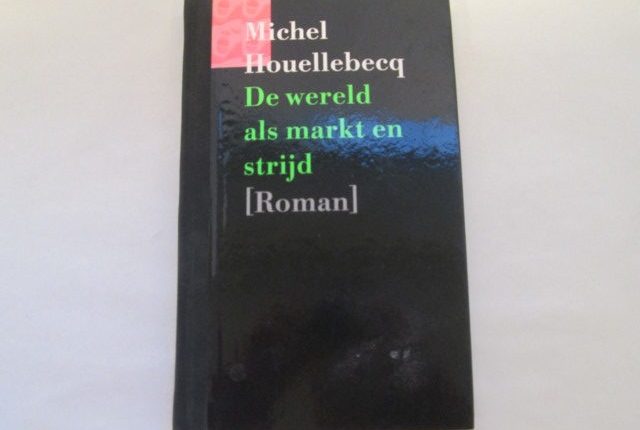 Michel
Houellebecq
De wereld
als markt en
strijd
[Roman]